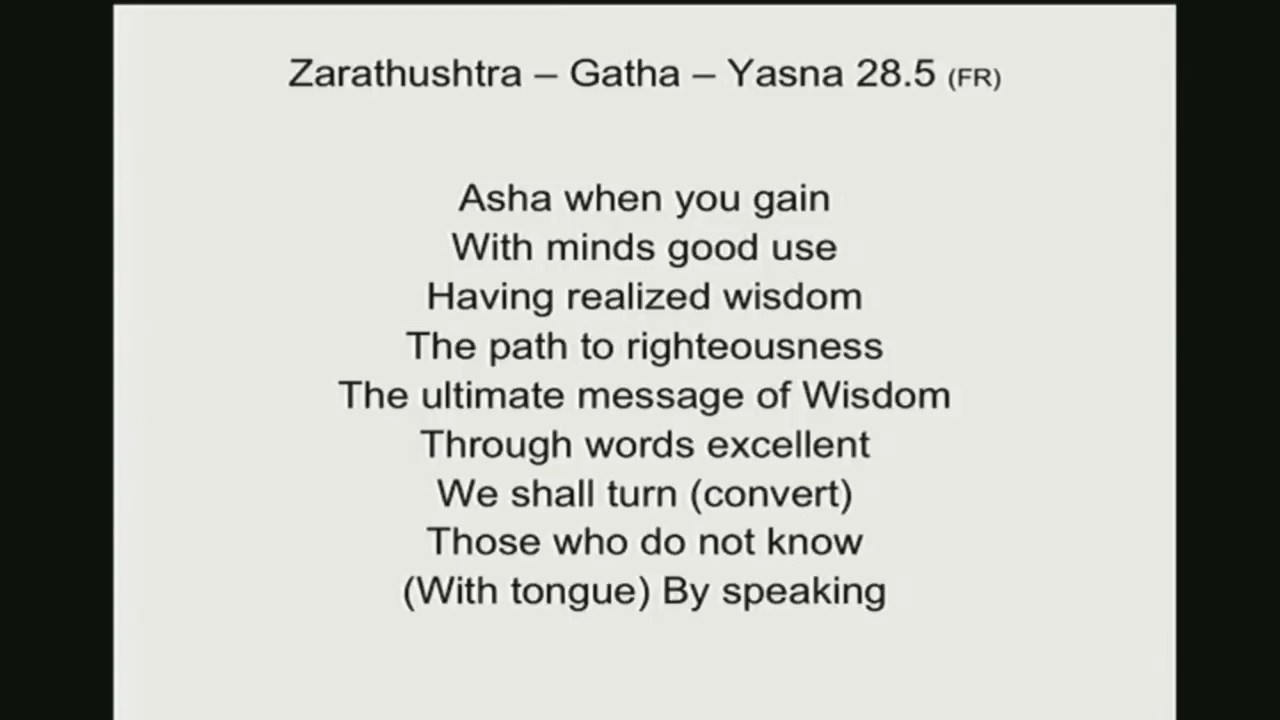 Zarathushtra – Gatha – Yasna 28.5 (FR)
Asha when you gain
With minds good use
Having realized wisdom
The path to righteousness
The ultimate message of Wisdom
Through words excellent
We shall turn (convert)
Those who do not know
(With tongue) By speaking